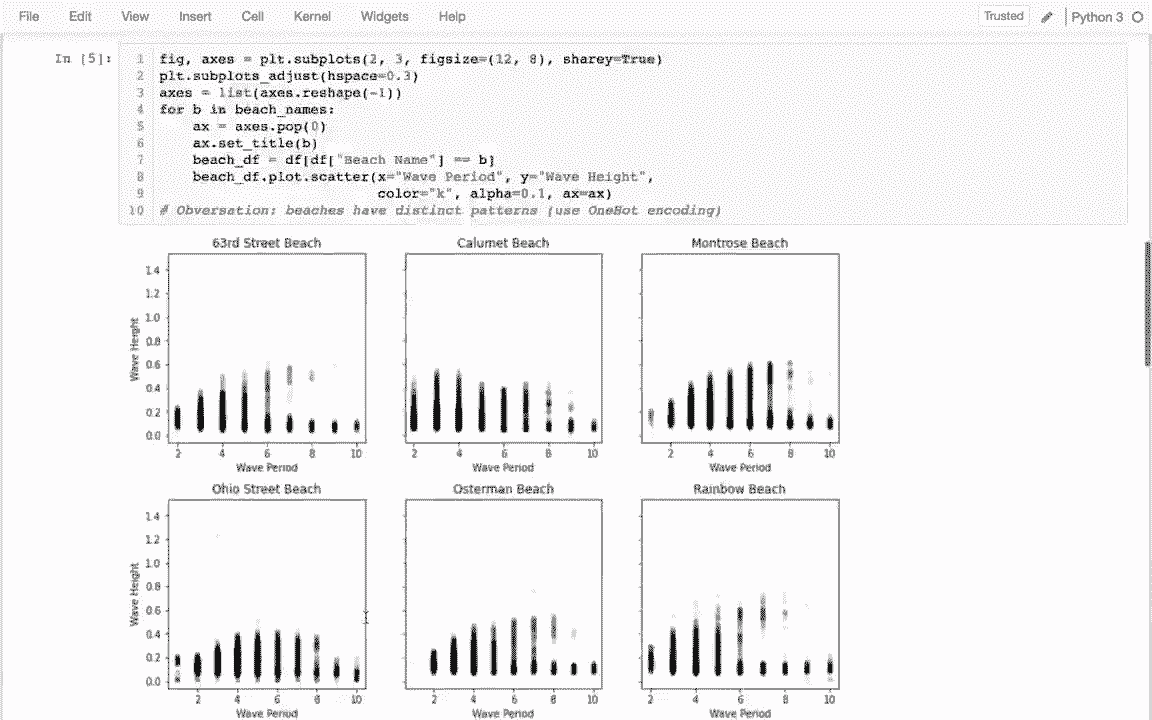 File Edit View Insert Cell Kernel Widgets Help Trusted Python 3
In [5]:
1 fig, axes = plt.subplots(2, 3, figsize=(12, 8), sharey=True)
2 plt.subplots_adjust(hspace=0.3)
3 axes = list(axes.reshape(-1))
4 for b in beach_names:
5 ax = axes.pop(0)
6 ax.set_title(b)
7 beach_df = df[df["Beach Name"] == b]
8 beach_df.plot.scatter(x="Wave Period", y="Wave Height",
9 color="k", alpha=0.1, ax=ax)
10 # Obversation: beaches have distinct patterns (use OneHot encoding)
63rd Street Beach Calumet Beach Montrose Beach
Wave Height
1.4
1.2
1.0
0.8
0.6
0.4
0.2
0.0
2 4 6 8 10 2 4 6 8 10 2 4 6 8 10
Wave Period Wave Period Wave Period
Ohio Street Beach Osterman Beach Rainbow Beach
Wave Height
1.4
1.2
1.0
0.8
0.6
0.4
0.2
0.0
2 4 6 8 10 2 4 6 8 10 2 4 6 8 10
Wave Period Wave Period Wave Period